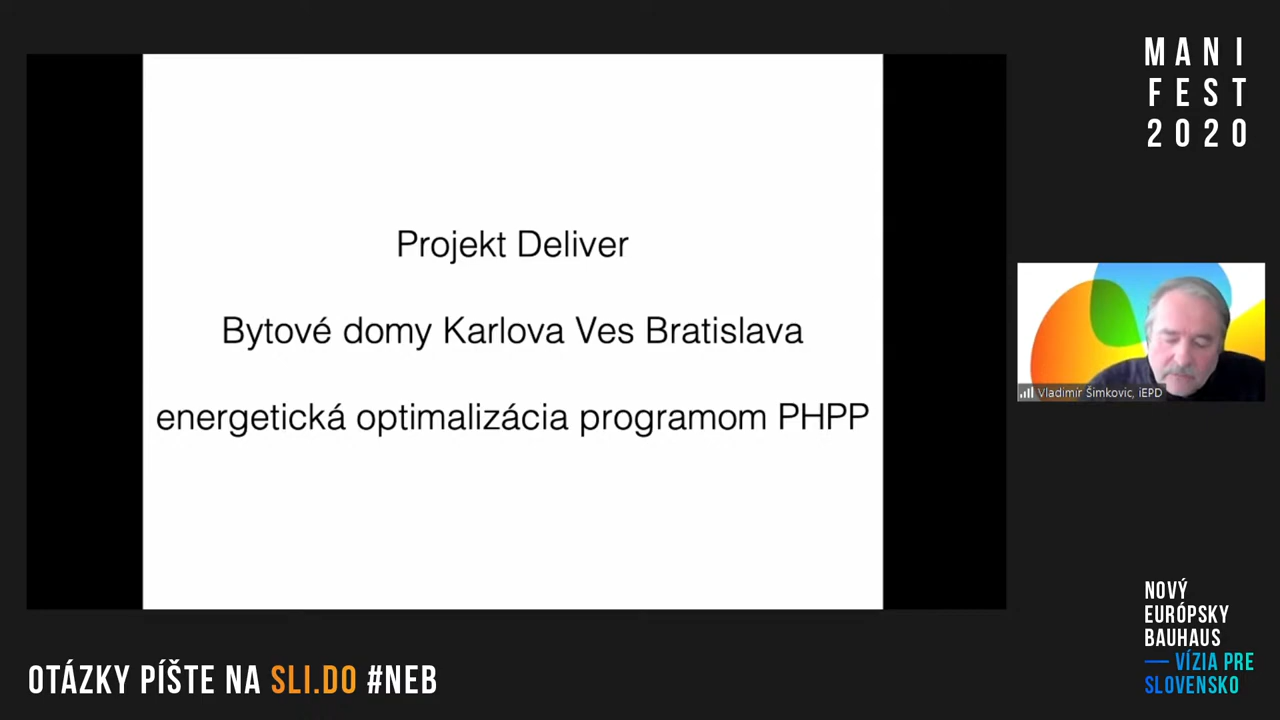 MANI
FEST
2020
Projekt Deliver
Bytové domy Karlova Ves Bratislava
energetická optimalizácia programom PHPP
Vladimír Šimkovic, iEPD
NOVÝ
EURÓPSKY
BAUHAUS
— VÍZIA PRE
SLOVENSKO
OTÁZKY PÍŠTE NA SLI.DO #NEB